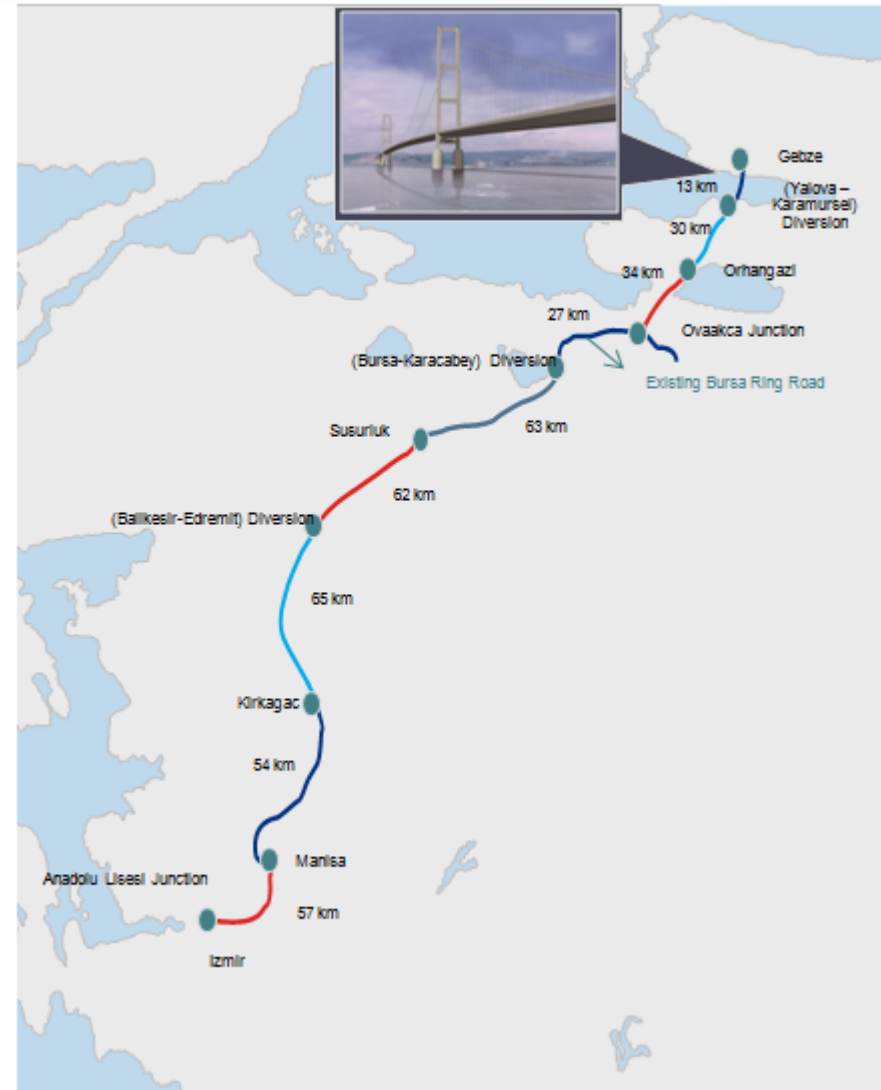 Gebze
13 km
(Yalova –
Karamursel)
Diversion
30 km
Orhangazi
34 km
27 km
Ovaakca Junction
(Bursa-Karacabey) Diversion
Existing Bursa Ring Road
63 km
Susurluk
62 km
(Balikesir-Edremit) Diversion
65 km
Kirkagac
54 km
Manisa
Anadolu Lisesi Junction
57 km
Izmir